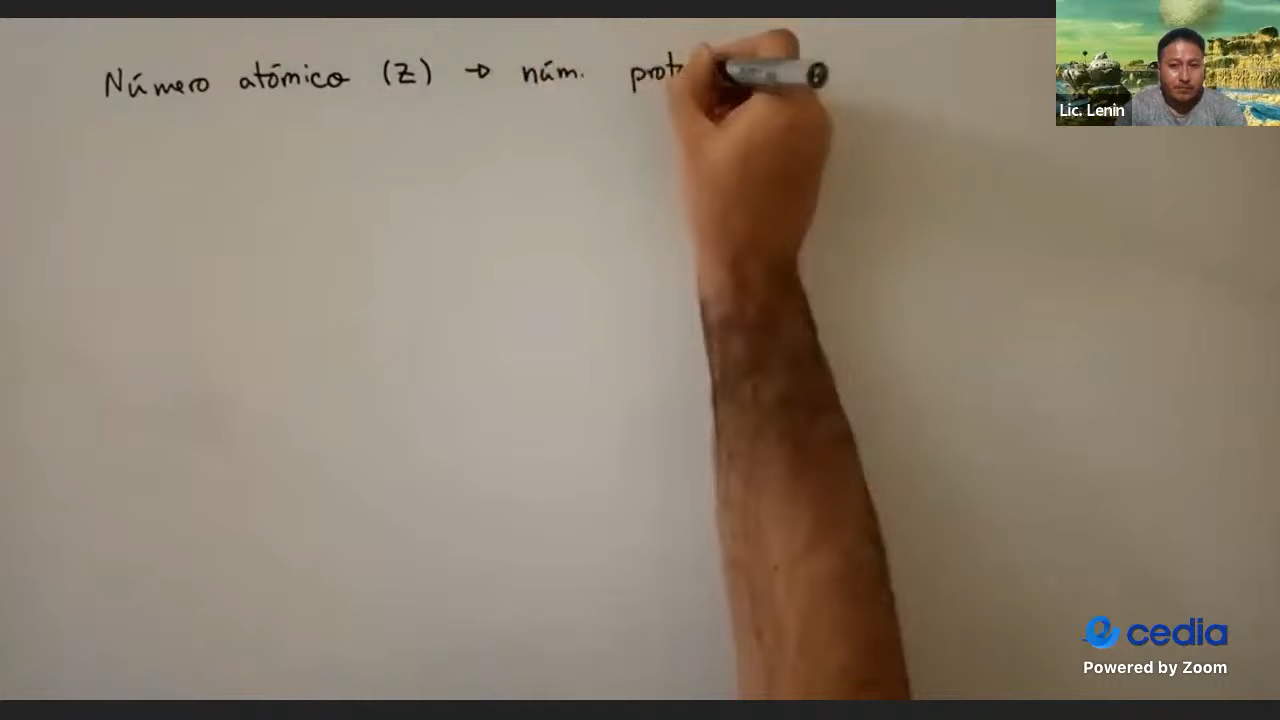 Número atómico (Z) → núm. prot
Lic. Lenin
cedia
Powered by Zoom